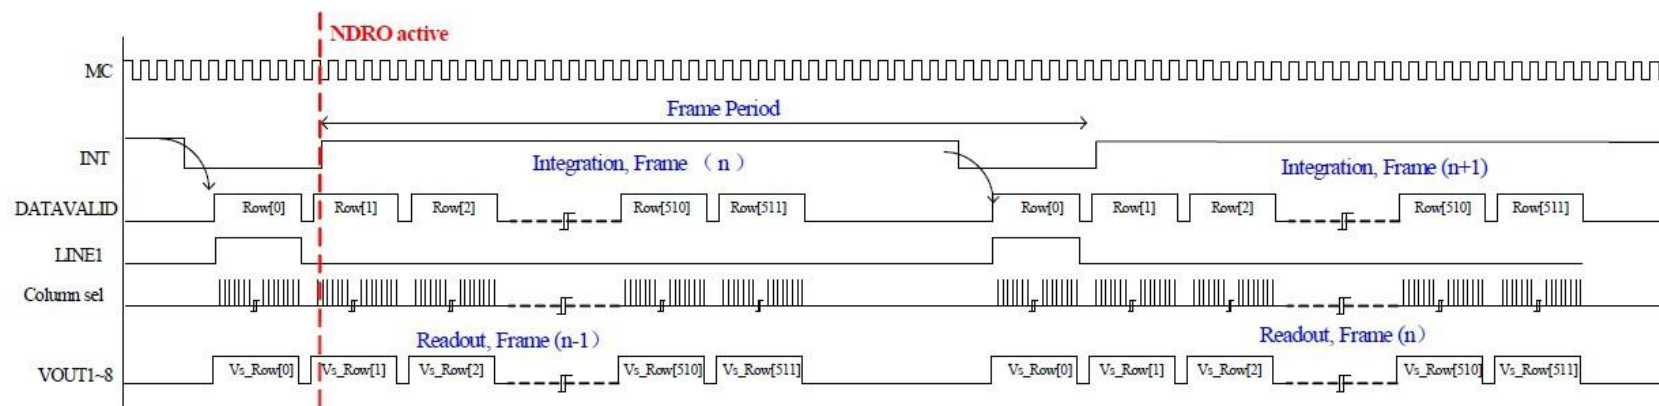 NDRO active
MC
Frame Period
INT
Integration, Frame （n）
Integration, Frame (n+1)
DATAVALID Row[0] Row[1] Row[2] Row[510] Row[511] Row[0] Row[1] Row[2] Row[510] Row[511]
LINE1
Column sel
Readout, Frame (n-1）
Readout, Frame (n）
VOUT1~8 Vs_Row[0] Vs_Row[1] Vs_Row[2] Vs_Row[510] Vs_Row[511] Vs_Row[0] Vs_Row[1] Vs_Row[2] Vs_Row[510] Vs_Row[511]